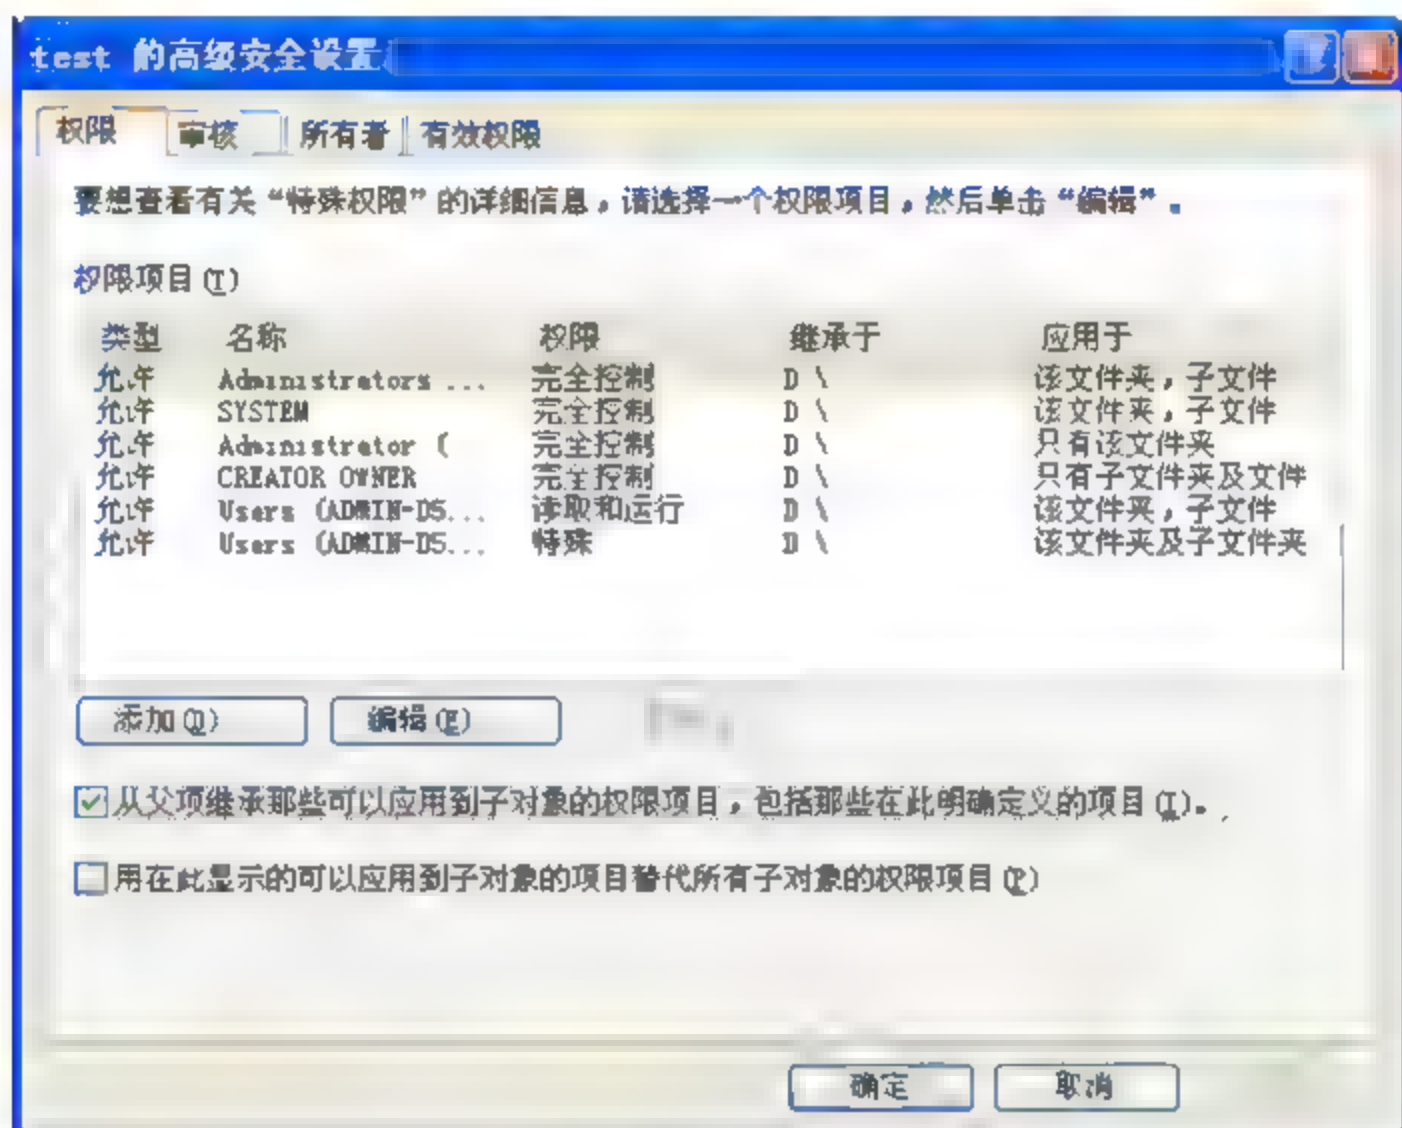 test 的高级安全设置
权限 审核 所有者 有效权限
要想查看有关“特殊权限”的详细信息，请选择一个权限项目，然后单击“编辑”。
权限项目(T)
类型 名称 权限 继承于 应用于
允许 Administrators ... 完全控制 D \ 该文件夹，子文件
允许 SYSTEM 完全控制 D \ 该文件夹，子文件
允许 Administrator ( 完全控制 D \ 只有该文件夹
允许 CREATOR OWNER 完全控制 D \ 只有子文件夹及文件
允许 Users (ADMIN-D5... 读取和运行 D \ 该文件夹，子文件
允许 Users (ADMIN-D5... 特殊 D \ 该文件夹及子文件夹
添加(D) 编辑(E)
从父项继承那些可以应用到子对象的权限项目，包括那些在此明确定义的项目(I)。
用在此显示的可以应用到子对象的项目替代所有子对象的权限项目(P)
确定 取消